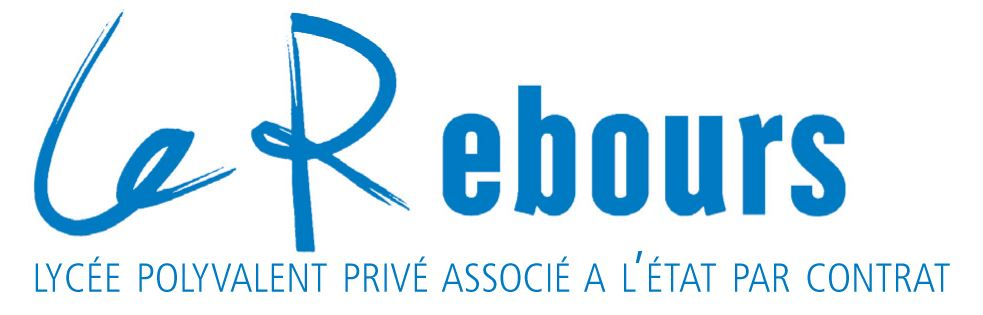 Le Rebours
LYCÉE POLYVALENT PRIVÉ ASSOCIÉ A L'ÉTAT PAR CONTRAT